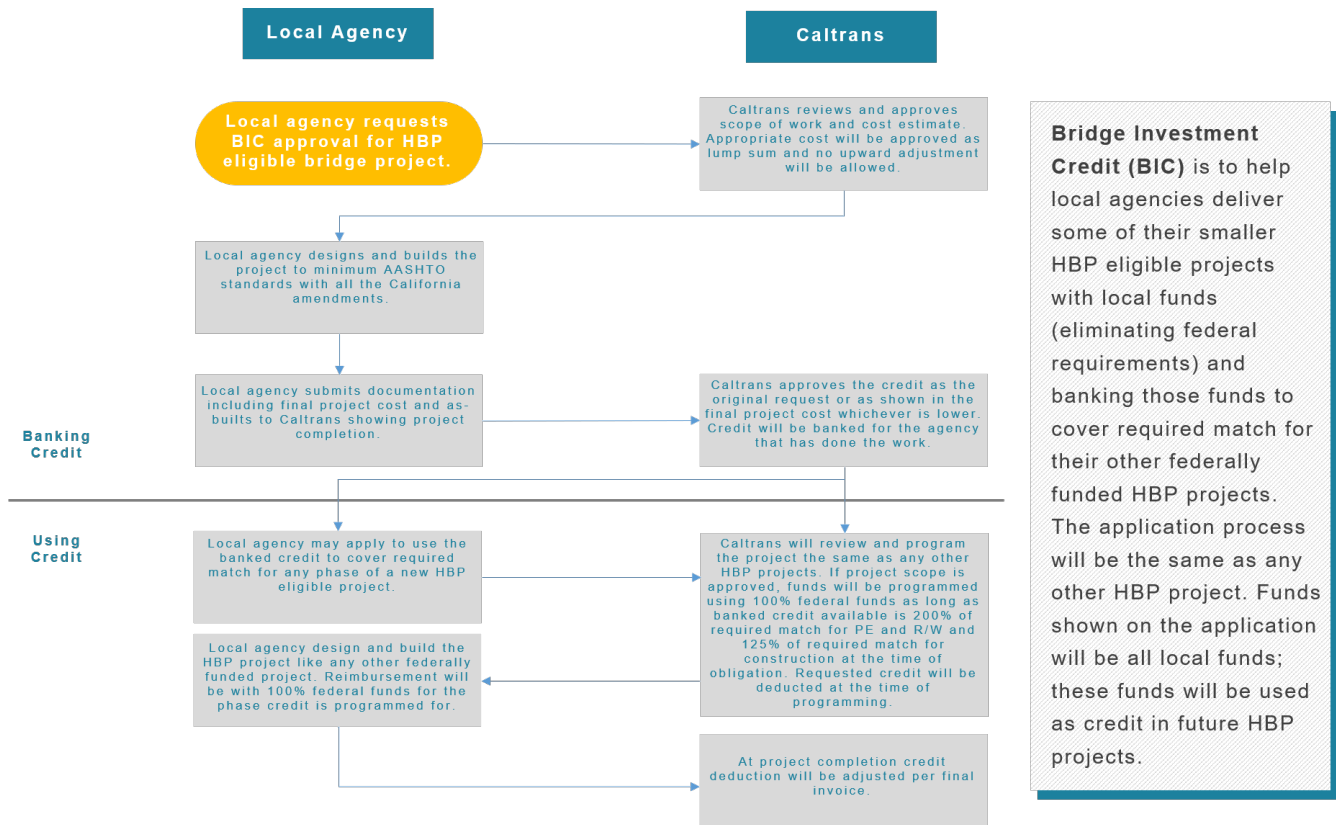 Local Agency
Caltrans
Local agency requests
BIC approval for HBP
eligible bridge project.
Caltrans reviews and approves
scope of work and cost estimate.
Appropriate cost will be approved as
lump sum and no upward adjustment
will be allowed.
Local agency designs and builds the
project to minimum AASHTO
standards with all the California
amendments.
Local agency submits documentation
including final project cost and as-
builts to Caltrans showing project
completion.
Caltrans approves the credit as the
original request or as shown in the
final project cost whichever is lower.
Credit will be banked for the agency
that has done the work.
Banking
Credit
Using
Credit
Local agency may apply to use the
banked credit to cover required
match for any phase of a new HBP
eligible project.
Caltrans will review and program
the project the same as any other
HBP projects. If project scope is
approved, funds will be programmed
using 100% federal funds as long as
banked credit available is 200% of
required match for PE and R/W and
125% of required match for
construction at the time of
obligation. Requested credit will be
deducted at the time of
programming.
Local agency design and build the
HBP project like any other federally
funded project. Reimbursement will
be with 100% federal funds for the
phase credit is programmed for.
At project completion credit
deduction will be adjusted per final
invoice.
Bridge Investment
Credit (BIC) is to help
local agencies deliver
some of their smaller
HBP eligible projects
with local funds
(eliminating federal
requirements) and
banking those funds to
cover required match for
their other federally
funded HBP projects.
The application process
will be the same as any
other HBP project. Funds
shown on the application
will be all local funds;
these funds will be used
as credit in future HBP
projects.